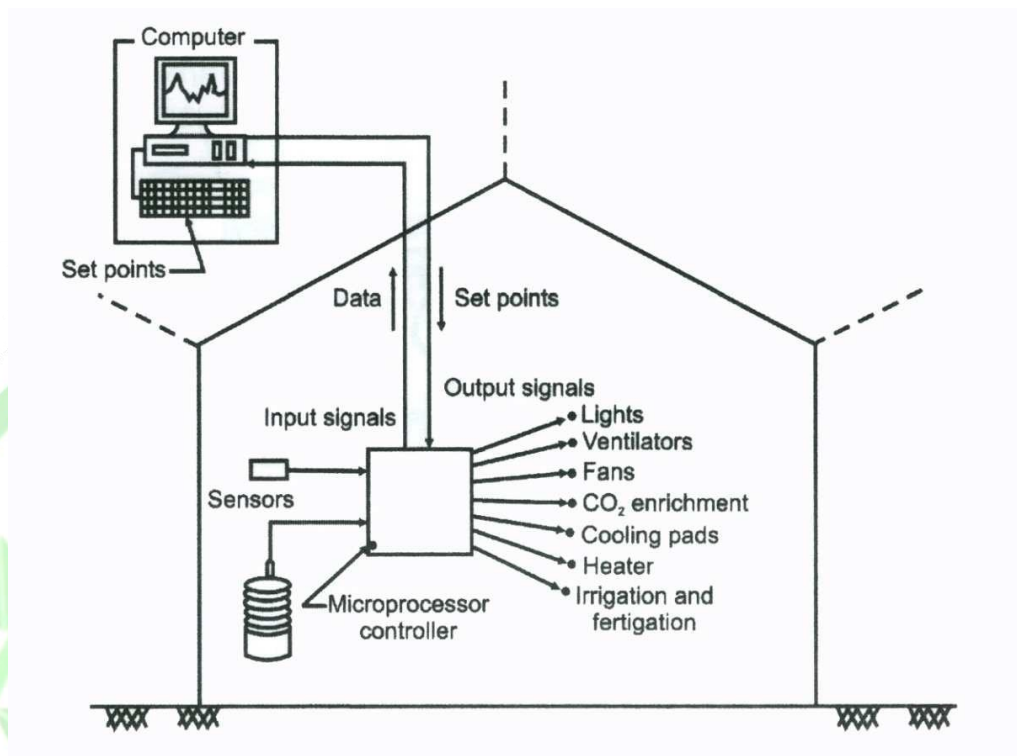 Computer
Set points
Data
Set points
Output signals
Input signals
Lights
Ventilators
Fans
CO₂ enrichment
Cooling pads
Heater
Irrigation and
fertigation
Sensors
Microprocessor
controller